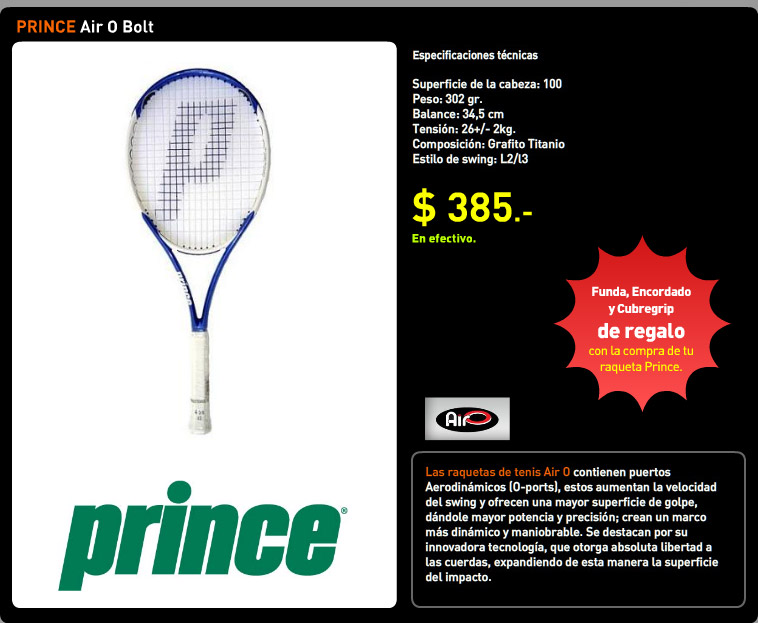 PRINCE Air O Bolt
Especificaciones técnicas
Superficie de la cabeza: 100
Peso: 302 gr.
Balance: 34,5 cm
Tensión: 26+/- 2kg.
Composición: Grafito Titanio
Estilo de swing: L2/l3
$ 385.-
En efectivo.
Funda, Encordado
y Cubregrip
de regalo
con la compra de tu
raqueta Prince.
prince
AirO
Las raquetas de tenis Air O contienen puertos
Aerodinámicos (O-ports), estos aumentan la velocidad
del swing y ofrecen una mayor superficie de golpe,
dándole mayor potencia y precisión; crean un marco
más dinámico y maniobrable. Se destacan por su
innovadora tecnología, que otorga absoluta libertad a
las cuerdas, expandiendo de esta manera la superficie
del impacto.
prince®